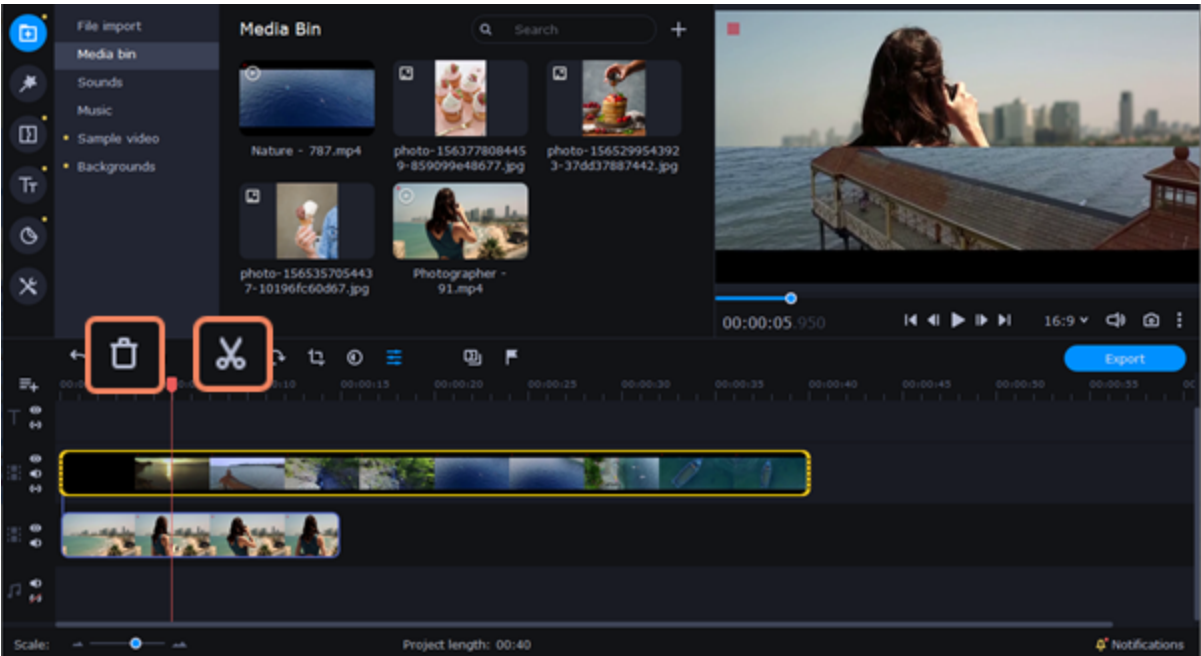 File import
Media bin
Sounds
Music
Sample video
Backgrounds
Media Bin
Search
Nature - 787.mp4
photo-156377808445
9-859099e48677.jpg
photo-156529954392
3-37dd37887442.jpg
photo-156535705443
7-10196fc60d67.jpg
Photographer -
91.mp4
00:00:05.950
16:9
Export
00:00:15
00:00:20
00:00:25
00:00:30
00:00:35
00:00:40
00:00:45
00:00:50
00:00:55
Scale:
Project length: 00:40
Notifications